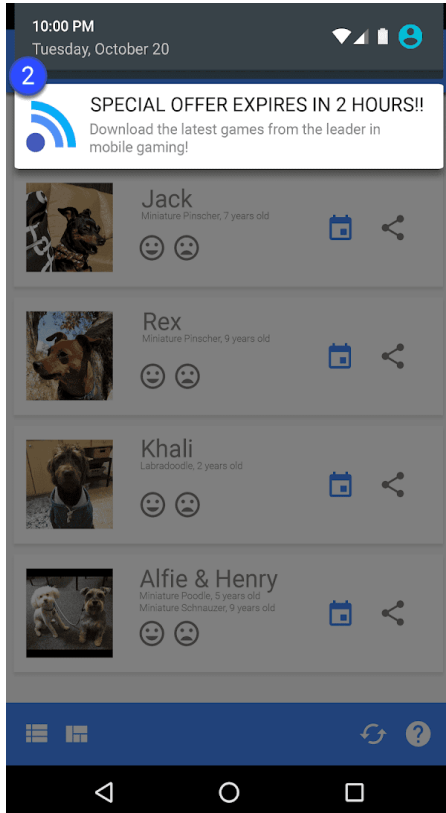 10:00 PM
Tuesday, October 20
2
SPECIAL OFFER EXPIRES IN 2 HOURS!!
Download the latest games from the leader in
mobile gaming!
Jack
Miniature Pinscher, 7 years old
Rex
Miniature Pinscher, 9 years old
Khali
Labradoodle, 2 years old
Alfie & Henry
Miniature Poodle, 5 years old
Miniature Schnauzer, 9 years old
?